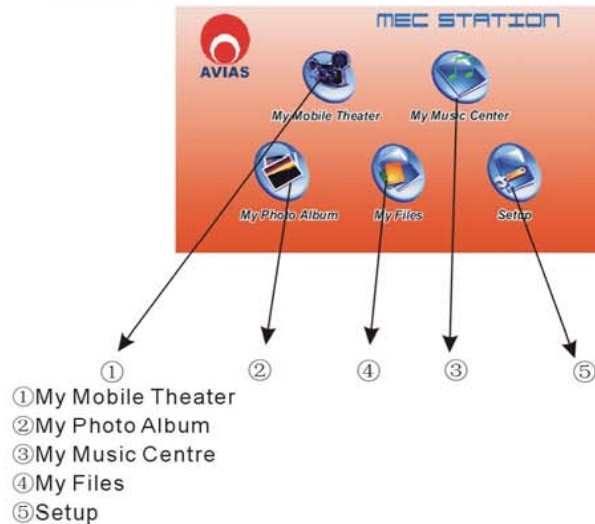 MEC STATION
AVIAS
My Mobile Theater My Music Center
My Photo Album My Files Setup
① ② ④ ③ ⑤
①My Mobile Theater
②My Photo Album
③My Music Centre
④My Files
⑤Setup